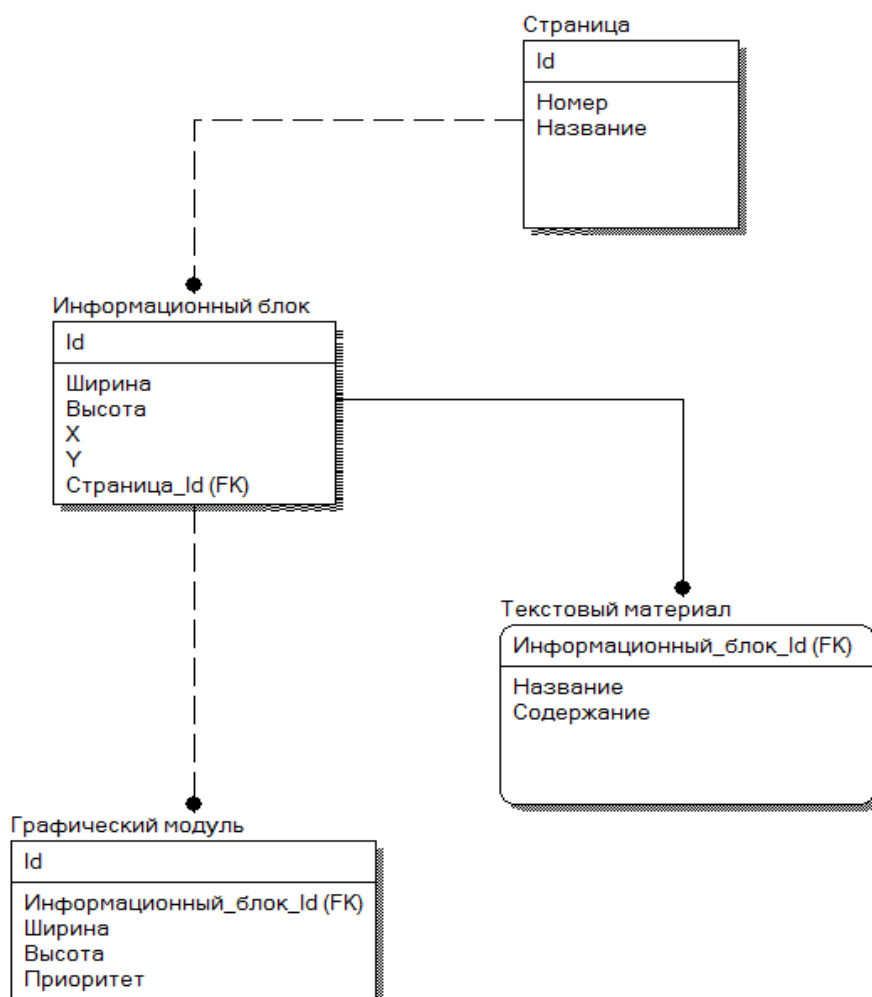 Страница
Id
Номер
Название
Информационный блок
Id
Ширина
Высота
X
Y
Страница_Id (FK)
Текстовый материал
Информационный_блок_Id (FK)
Название
Содержание
Графический модуль
Id
Информационный_блок_Id (FK)
Ширина
Высота
Приоритет